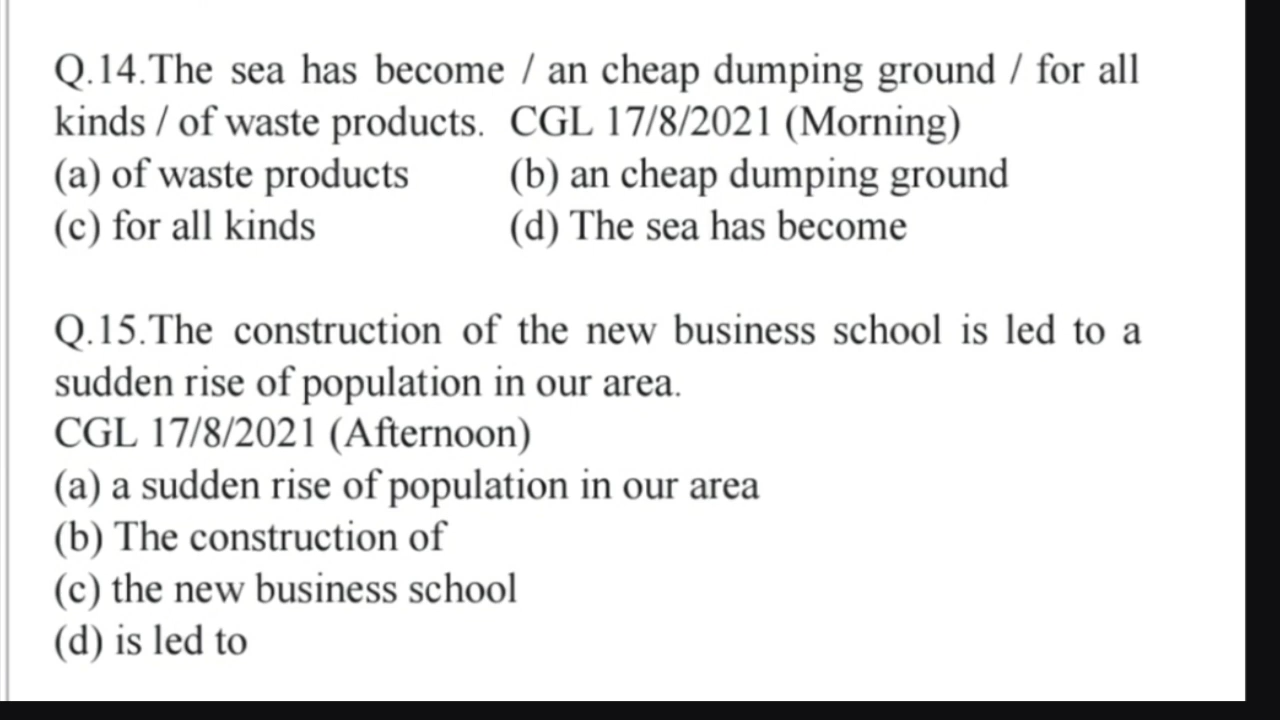 Q.14.The sea has become / an cheap dumping ground / for all
kinds / of waste products. CGL 17/8/2021 (Morning)
(a) of waste products (b) an cheap dumping ground
(c) for all kinds (d) The sea has become
Q.15.The construction of the new business school is led to a
sudden rise of population in our area.
CGL 17/8/2021 (Afternoon)
(a) a sudden rise of population in our area
(b) The construction of
(c) the new business school
(d) is led to